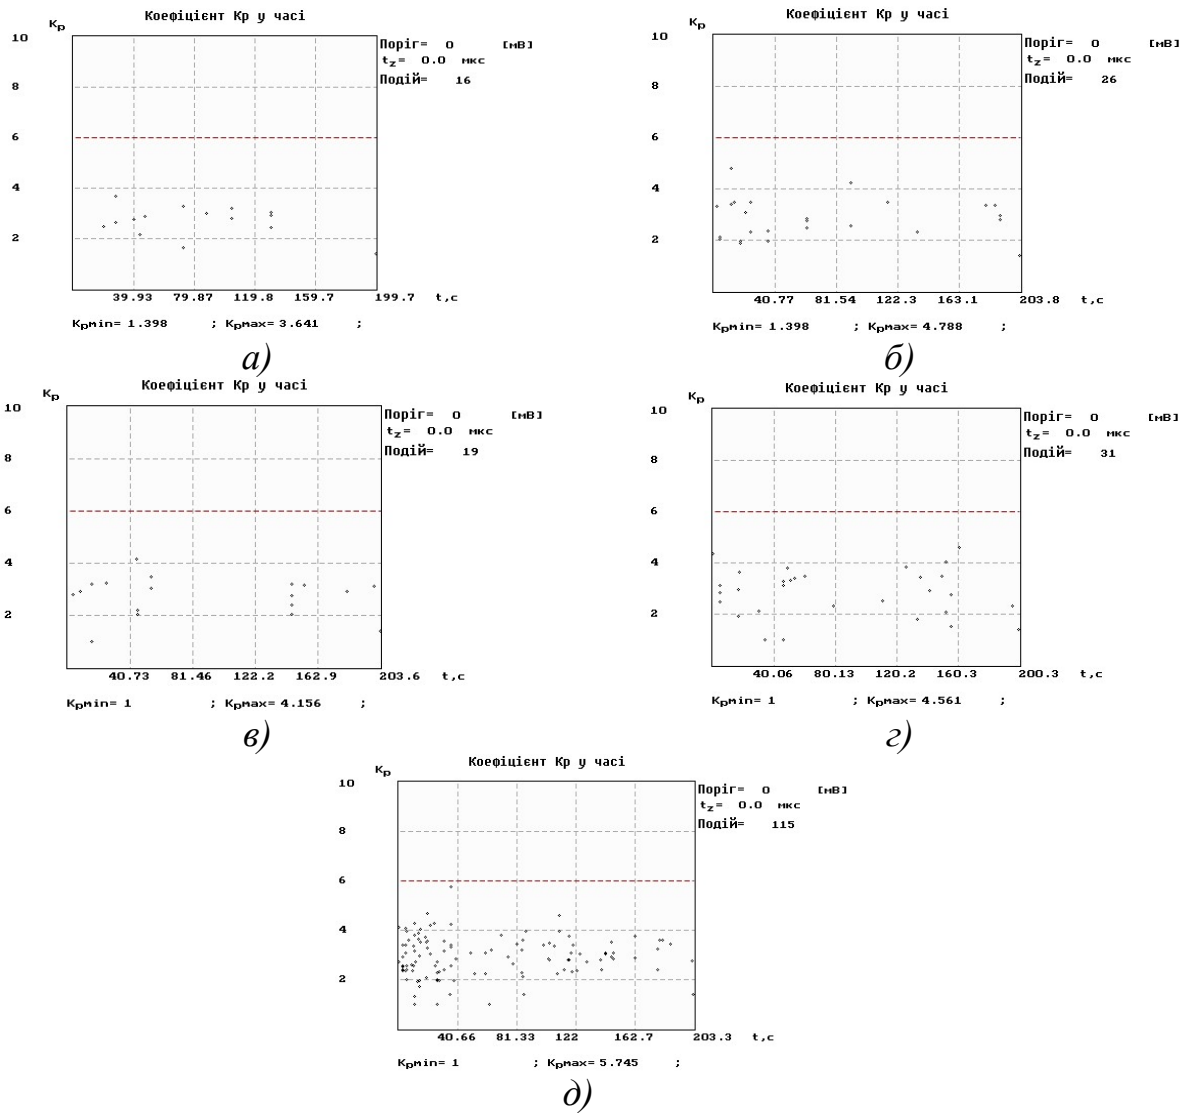 Коефіцієнт Кр у часі
Kp
10
8
6
4
2
39.93 79.87 119.8 159.7 199.7 t,c
Поріг= 0 [мВ]
tz= 0.0 мкс
Подій= 16
Kpmin= 1.398 ; Kpmax= 3.641 ;
а)
Коефіцієнт Кр у часі
Kp
10
8
6
4
2
40.77 81.54 122.3 163.1 203.8 t,c
Поріг= 0 [мВ]
tz= 0.0 мкс
Подій= 26
Kpmin= 1.398 ; Kpmax= 4.788 ;
б)
Коефіцієнт Кр у часі
Kp
10
8
6
4
2
40.73 81.46 122.2 162.9 203.6 t,c
Поріг= 0 [мВ]
tz= 0.0 мкс
Подій= 19
Kpmin= 1 ; Kpmax= 4.156 ;
в)
Коефіцієнт Кр у часі
Kp
10
8
6
4
2
40.06 80.13 120.2 160.3 200.3 t,c
Поріг= 0 [мВ]
tz= 0.0 мкс
Подій= 31
Kpmin= 1 ; Kpmax= 4.561 ;
г)
Коефіцієнт Кр у часі
Kp
10
8
6
4
2
40.66 81.33 122 162.7 203.3 t,c
Поріг= 0 [мВ]
tz= 0.0 мкс
Подій= 115
Kpmin= 1 ; Kpmax= 5.745 ;
д)